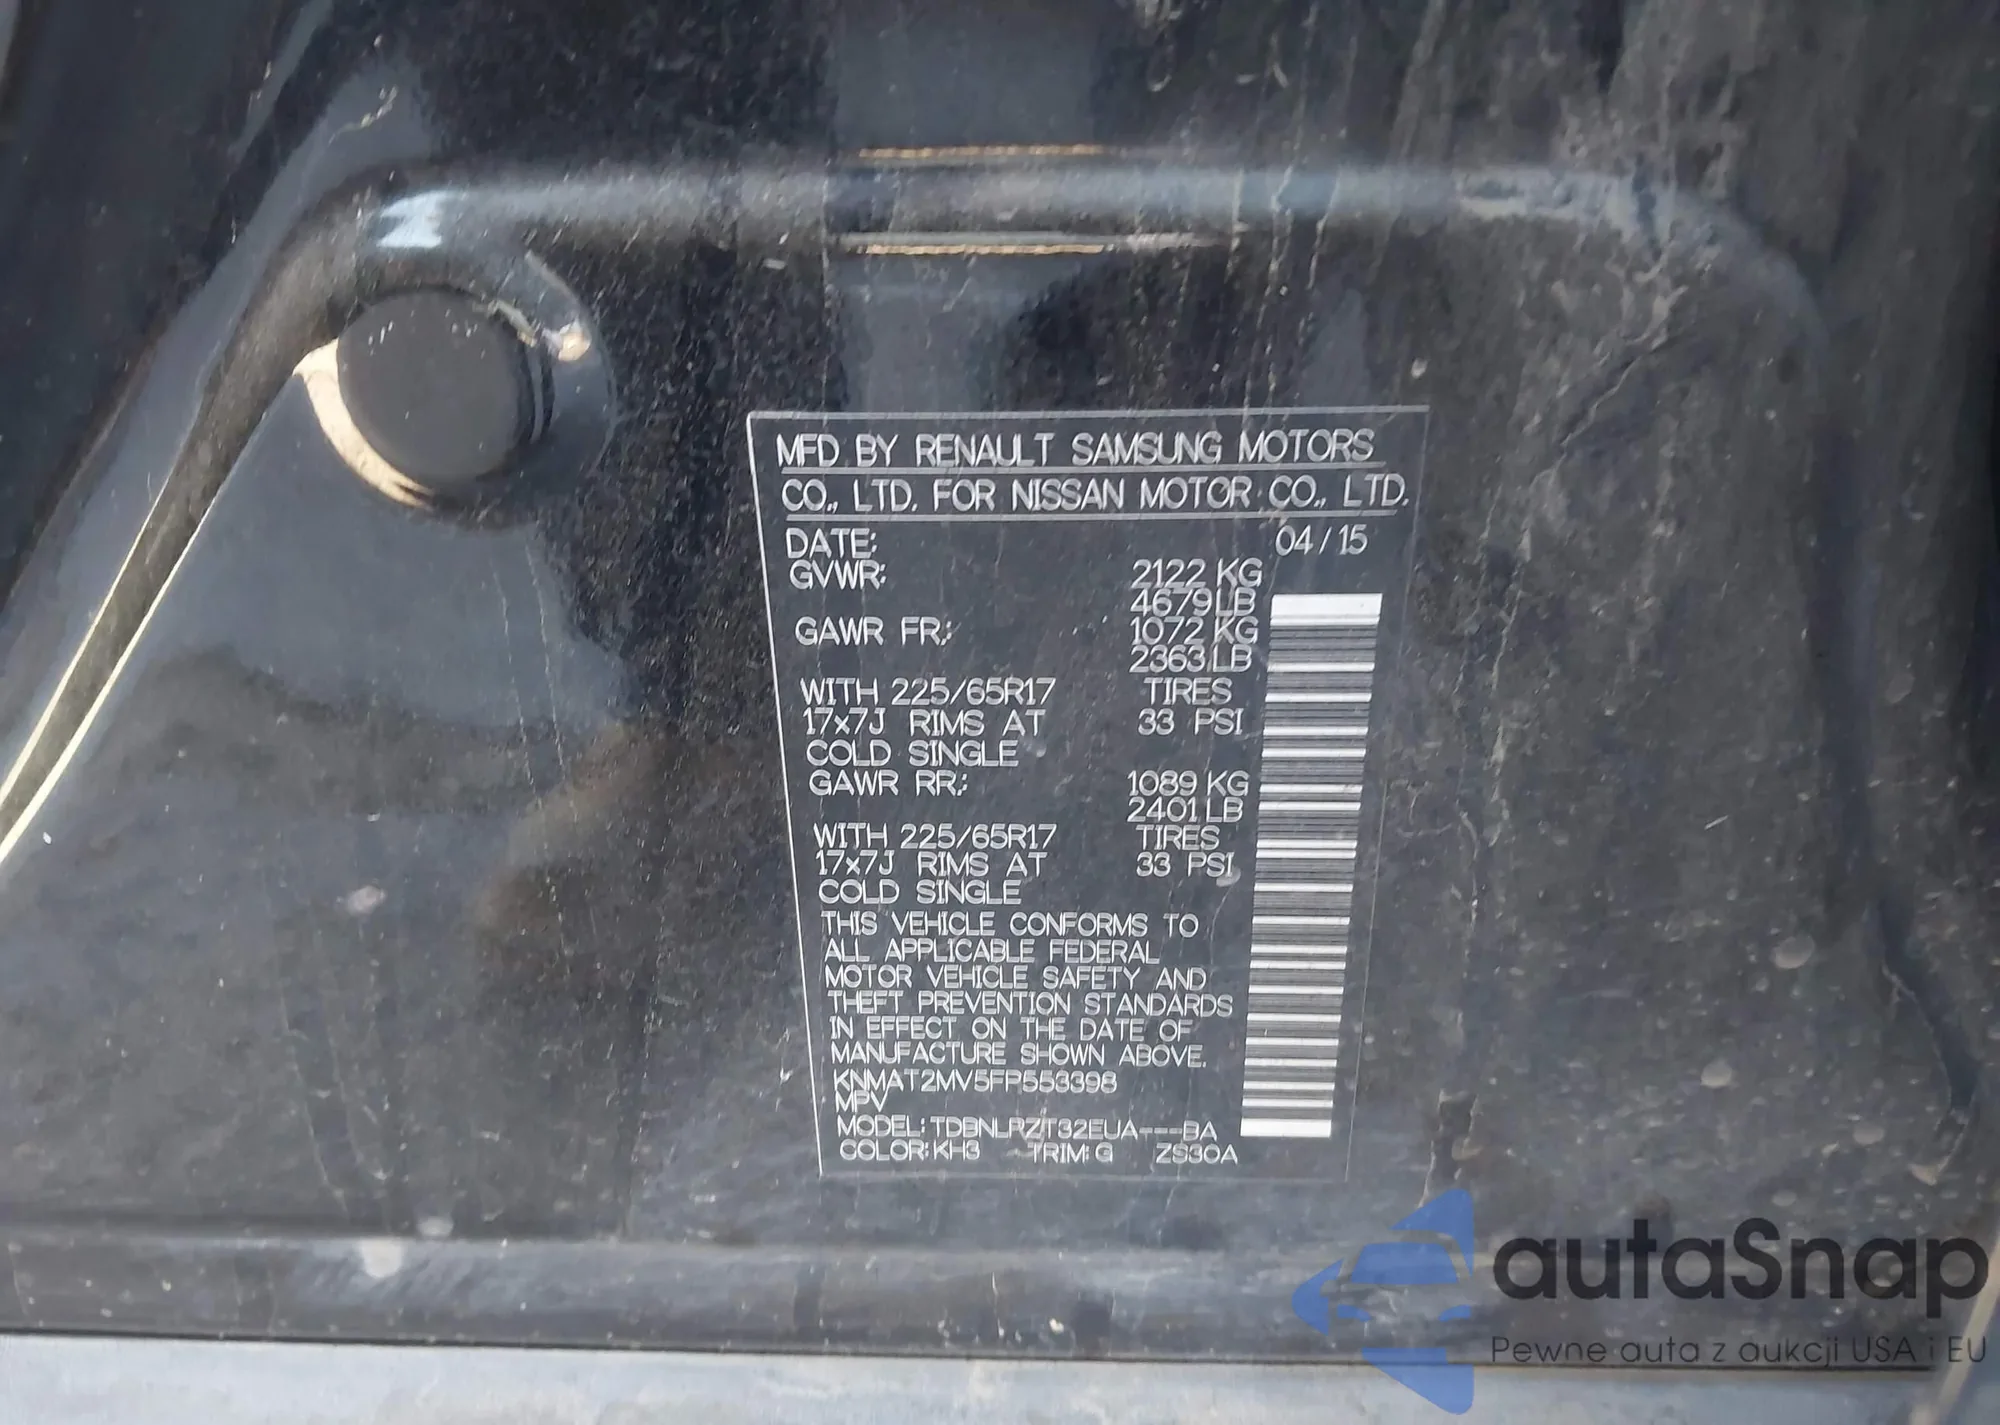 MFD BY RENAULT SAMSUNG MOTORS
CO., LTD. FOR NISSAN MOTOR CO., LTD.
DATE: 04/15
GVWR: 2122 KG
4679 LB
GAWR FR.: 1072 KG
2363 LB
WITH 225/65R17 TIRES
17x7J RIMS AT 33 PSI
COLD SINGLE
GAWR RR.: 1089 KG
2401 LB
WITH 225/65R17 TIRES
17x7J RIMS AT 33 PSI
COLD SINGLE
THIS VEHICLE CONFORMS TO
ALL APPLICABLE FEDERAL
MOTOR VEHICLE SAFETY AND
THEFT PREVENTION STANDARDS
IN EFFECT ON THE DATE OF
MANUFACTURE SHOWN ABOVE.
KNMAT2MV5FP553398
MPV
MODEL: TDBNLRZT32EUA---BA
COLOR: KH3 TRIM: G ZS30A
autaSnap
Pewne auta z aukcji USA i EU